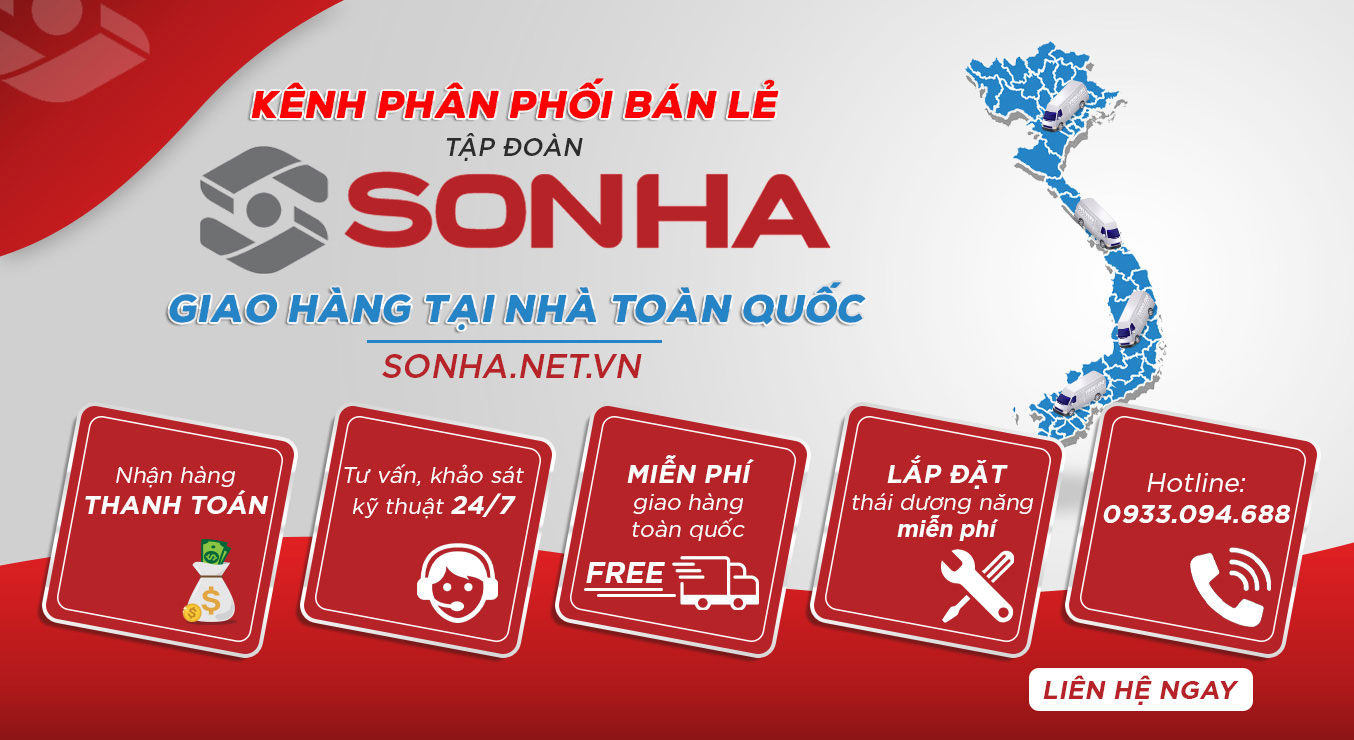 KÊNH PHÂN PHỐI BÁN LẺ
TẬP ĐOÀN
SONHA
GIAO HÀNG TẠI NHÀ TOÀN QUỐC
SONHA.NET.VN
Nhận hàng
THANH TOÁN
Tư vấn, khảo sát
kỹ thuật 24/7
MIỄN PHÍ
giao hàng
toàn quốc
FREE
LẮP ĐẶT
thái dương năng
miễn phí
Hotline:
0933.094.688
LIÊN HỆ NGAY